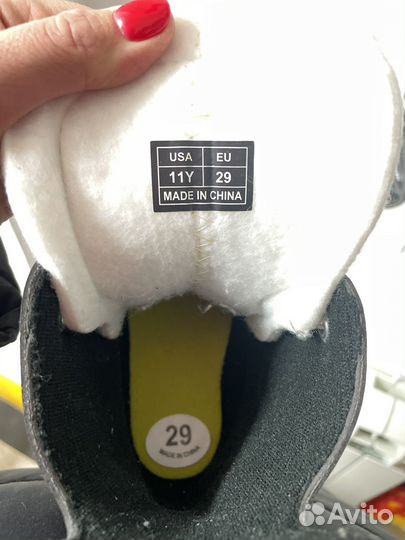 USA EU
11Y 29
MADE IN CHINA
29
MADE IN CHINA
Avito